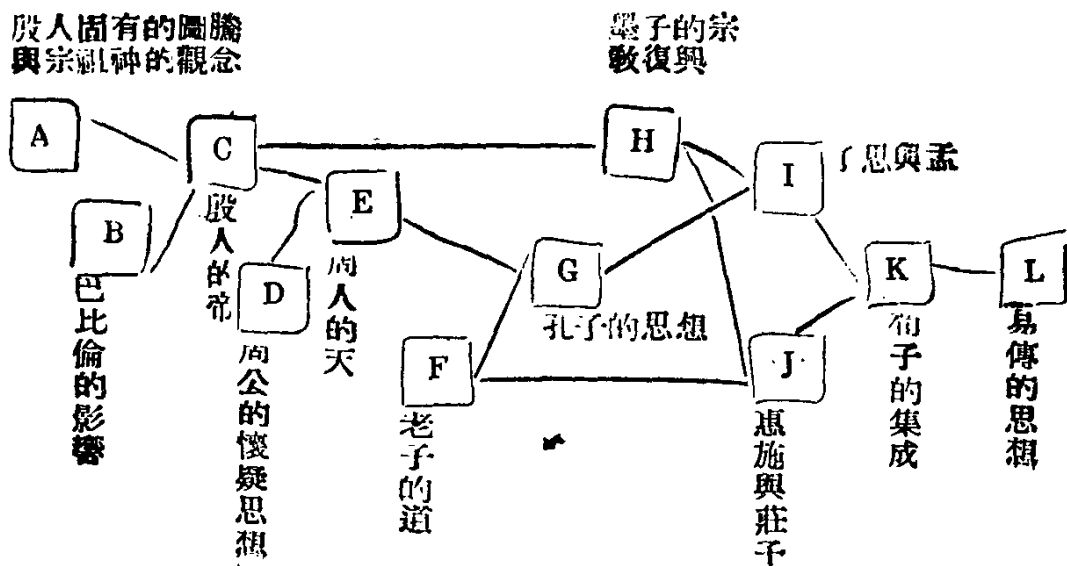 殷人固有的圖騰
與宗祖神的觀念
墨子的宗
教復興
A
C
H
I
子思與孟
B
E
殷人的帝
G
K
L
D
周人的天
孔子的思想
巴比倫的影響
F
J
荀子的集成
易傳的思想
周公的懷疑思想
老子的道
惠施與莊子